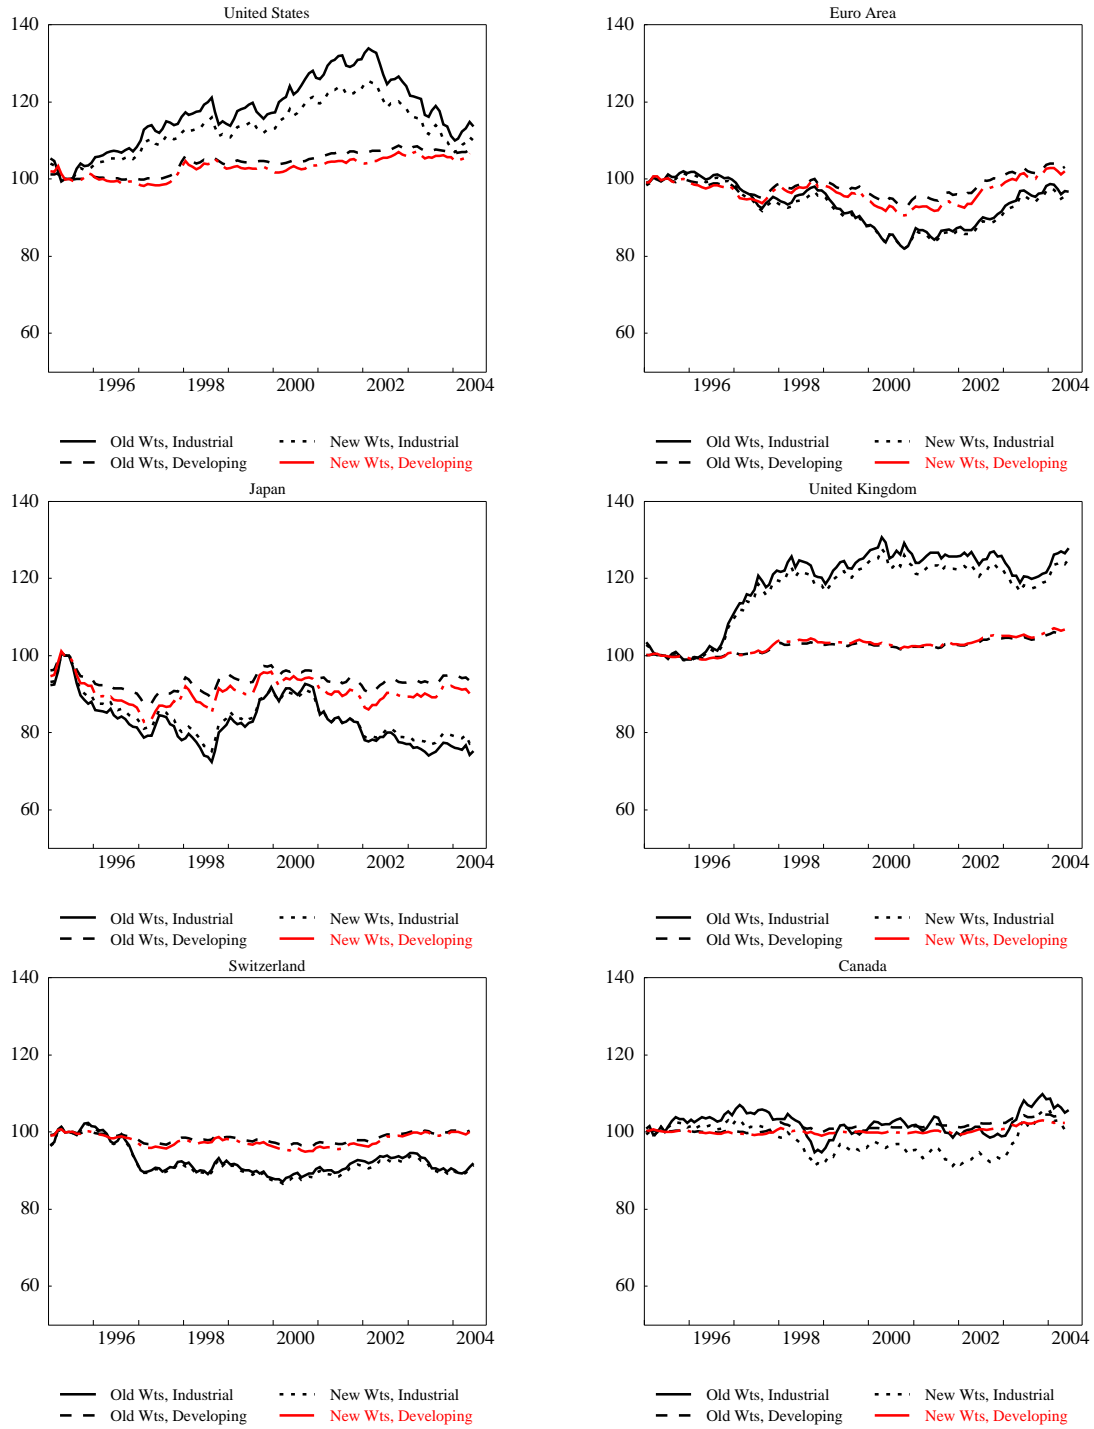 United States
140
120
100
80
60
1996 1998 2000 2002 2004
Old Wts, Industrial New Wts, Industrial
Old Wts, Developing New Wts, Developing
Euro Area
140
120
100
80
60
1996 1998 2000 2002 2004
Old Wts, Industrial New Wts, Industrial
Old Wts, Developing New Wts, Developing
Japan
140
120
100
80
60
1996 1998 2000 2002 2004
Old Wts, Industrial New Wts, Industrial
Old Wts, Developing New Wts, Developing
United Kingdom
140
120
100
80
60
1996 1998 2000 2002 2004
Old Wts, Industrial New Wts, Industrial
Old Wts, Developing New Wts, Developing
Switzerland
140
120
100
80
60
1996 1998 2000 2002 2004
Old Wts, Industrial New Wts, Industrial
Old Wts, Developing New Wts, Developing
Canada
140
120
100
80
60
1996 1998 2000 2002 2004
Old Wts, Industrial New Wts, Industrial
Old Wts, Developing New Wts, Developing